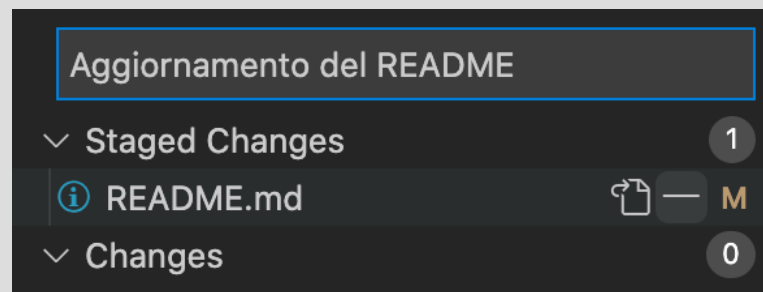 Aggiornamento del README
Staged Changes 1
README.md M
Changes 0